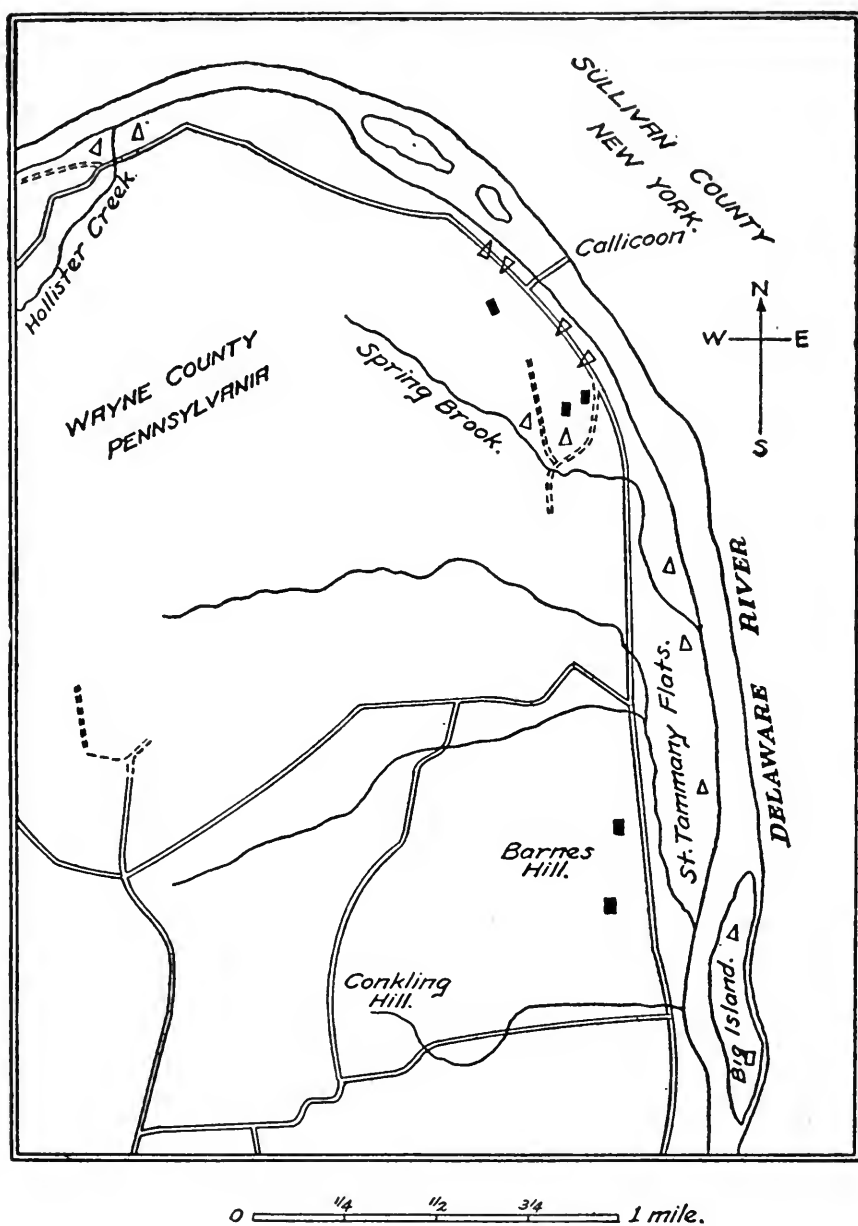 SULLIVAN COUNTY
NEW YORK.
Callicoon
Hollister Creek.
N
W E
S
WAYNE COUNTY
PENNSYLVANIA
Spring Brook.
DELAWARE RIVER
St. Tammany Flats.
Barnes
Hill.
Conkling
Hill.
Big Island.
0 1/4 1/2 3/4 1 mile.